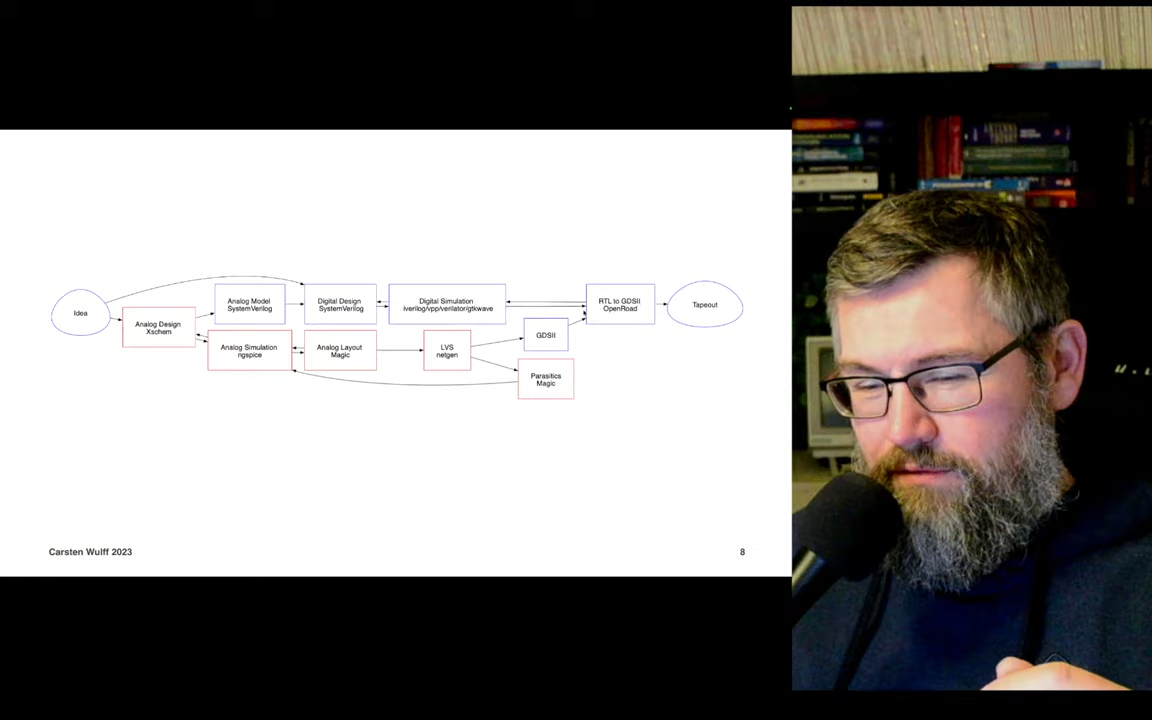 Idea
Analog Design
Xschem
Analog Model
SystemVerilog
Analog Simulation
ngspice
Digital Design
SystemVerilog
Analog Layout
Magic
Digital Simulation
iverilog/vpp/verilator/gtkwave
LVS
netgen
GDSII
Parasitics
Magic
RTL to GDSII
OpenRoad
Tapeout
Carsten Wulff 2023
8